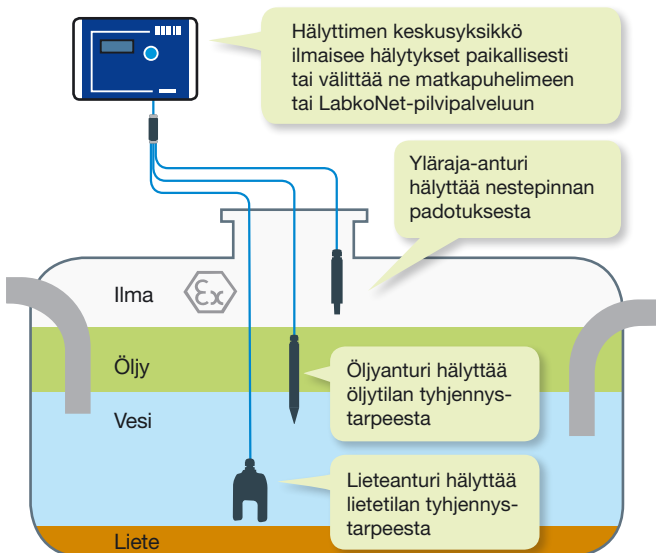 Hälyttimen keskusyksikkö
ilmaisee hälytykset paikallisesti
tai välittää ne matkapuhelimeen
tai LabkoNet-pilvipalveluun
Yläraja-anturi
hälyttää nestepinnan
padotuksesta
Ilma
Ex
Öljy
Öljyanturi hälyttää
öljytilan tyhjennys-
tarpeesta
Vesi
Lieteanturi hälyttää
lietetilan tyhjennys-
tarpeesta
Liete